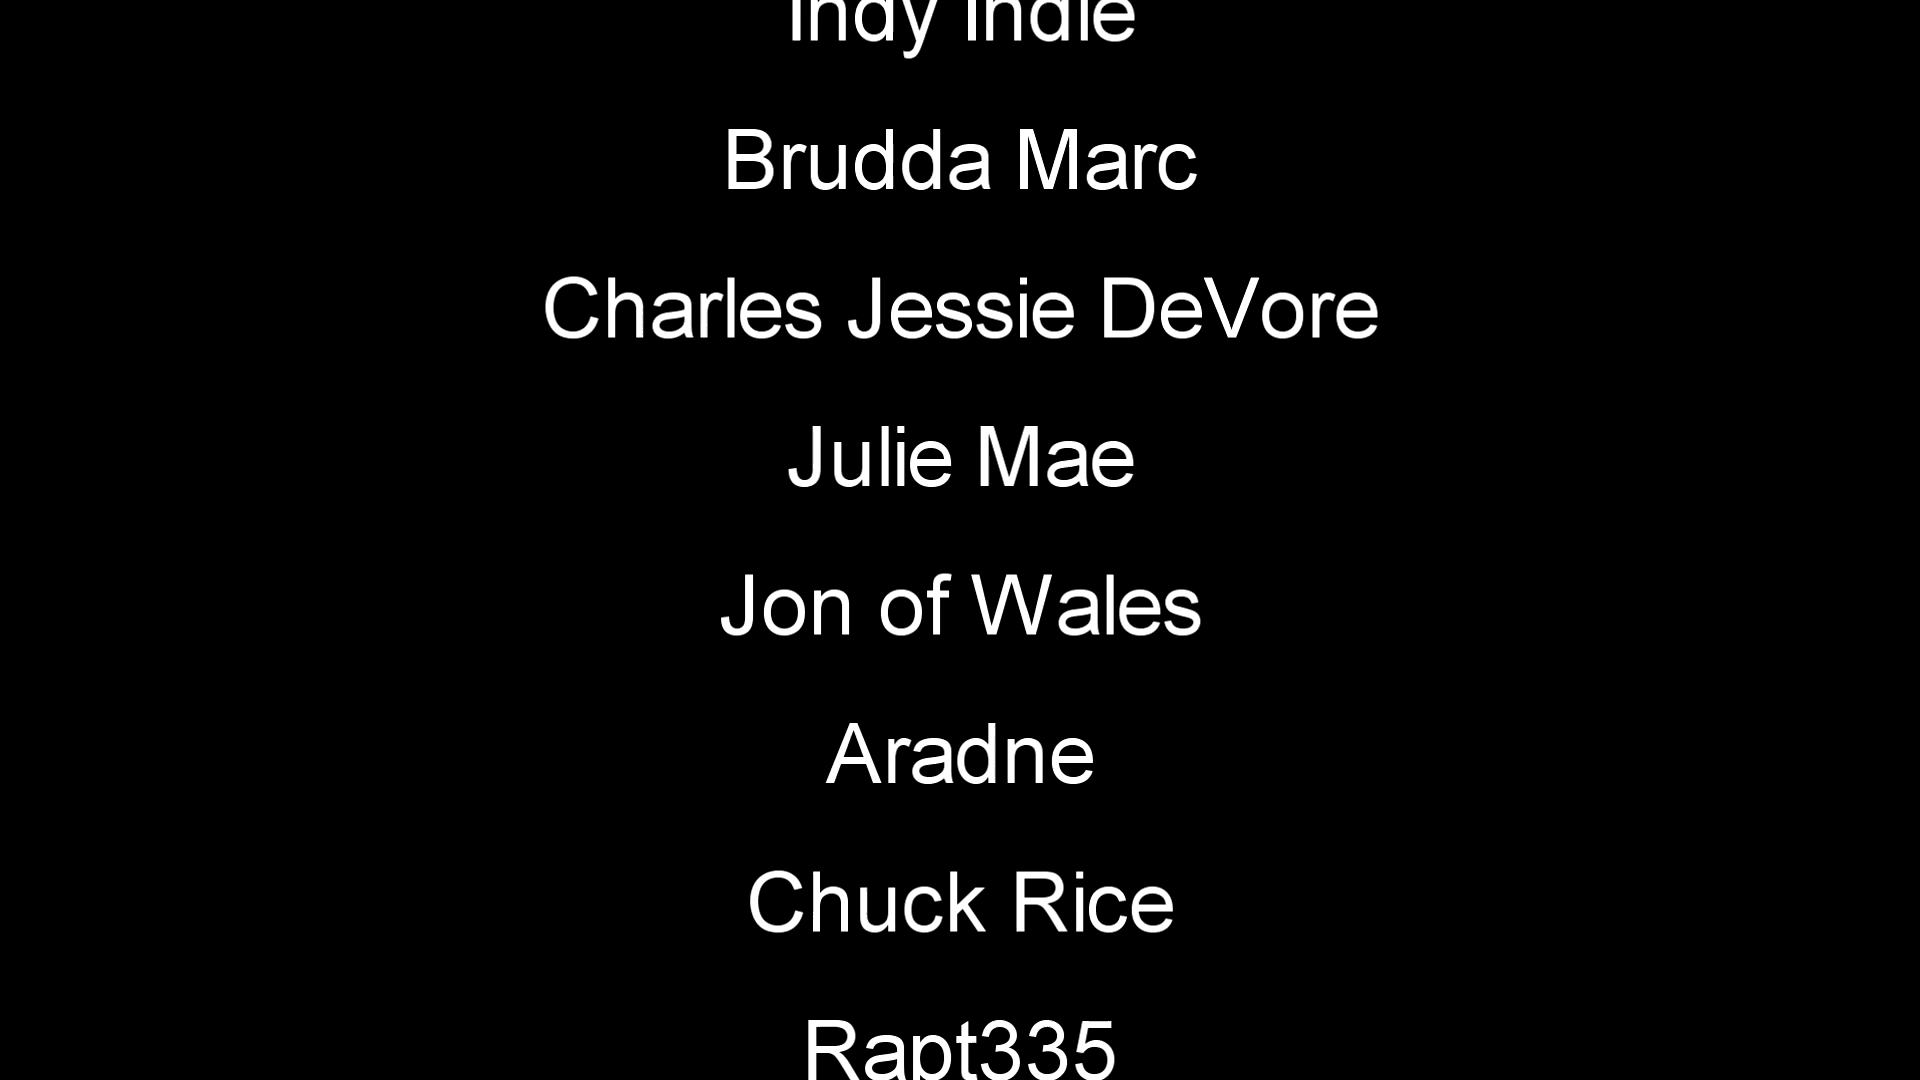 Indy Indie
Brudda Marc
Charles Jessie DeVore
Julie Mae
Jon of Wales
Aradne
Chuck Rice
Rapt335